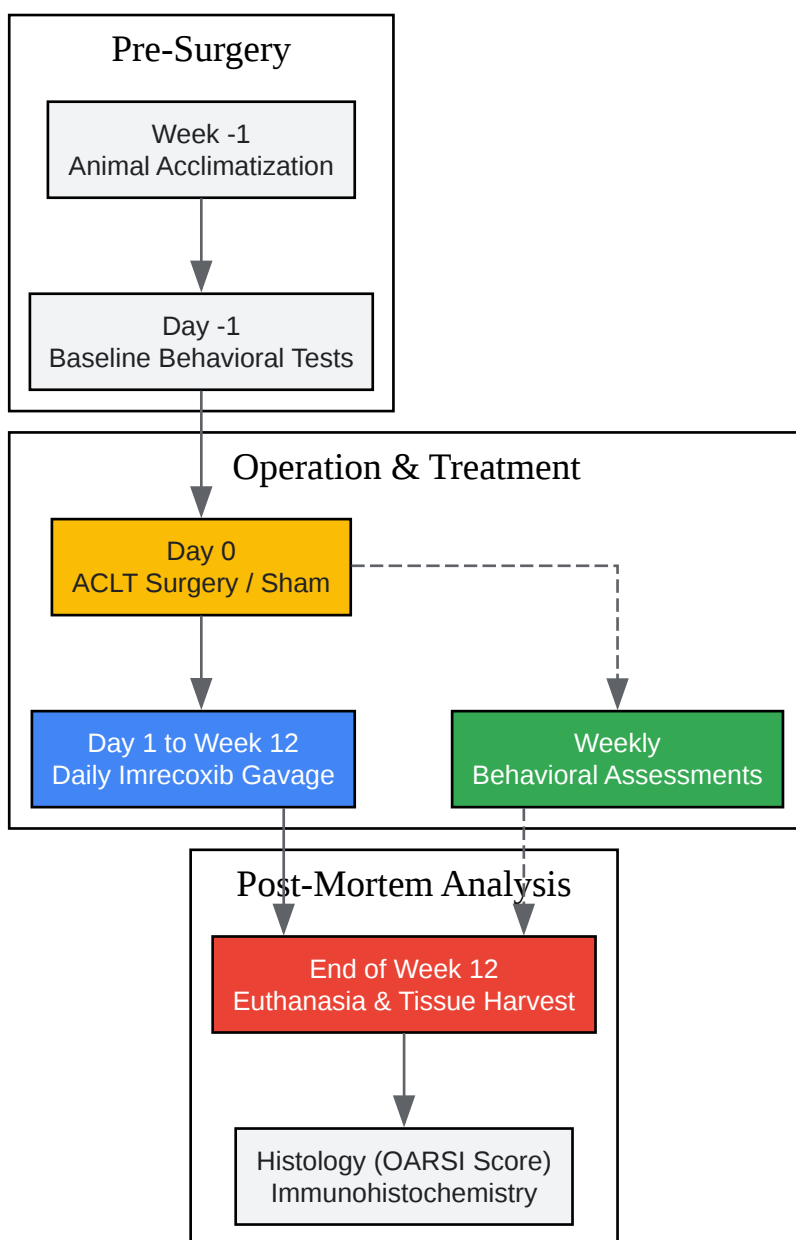 Pre-Surgery
Week -1
Animal Acclimatization
Day -1
Baseline Behavioral Tests
Operation & Treatment
Day 0
ACLT Surgery / Sham
Day 1 to Week 12
Daily Imrecoxib Gavage
Weekly
Behavioral Assessments
Post-Mortem Analysis
End of Week 12
Euthanasia & Tissue Harvest
Histology (OARSI Score)
Immunohistochemistry